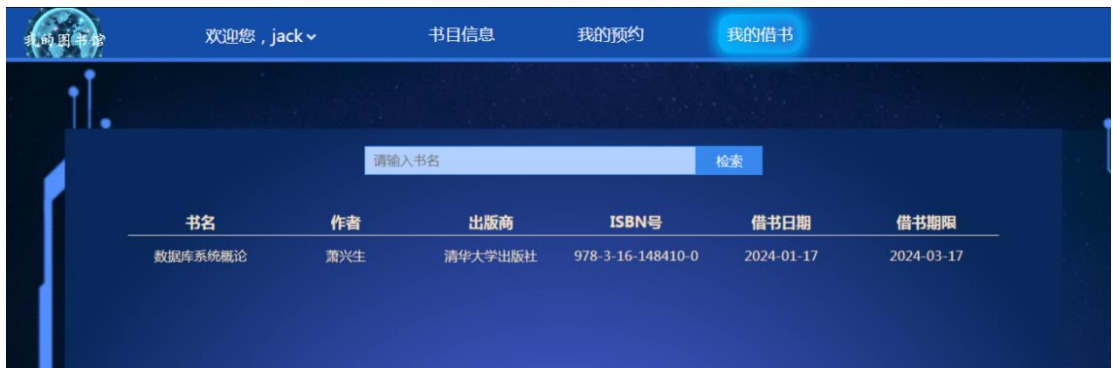 我的图书馆 欢迎您，jack 书目信息 我的预约 我的借书
请输入书名 检索
书名 作者 出版商 ISBN号 借书日期 借书期限
数据库系统概论 萧兴生 清华大学出版社 978-3-16-148410-0 2024-01-17 2024-03-17